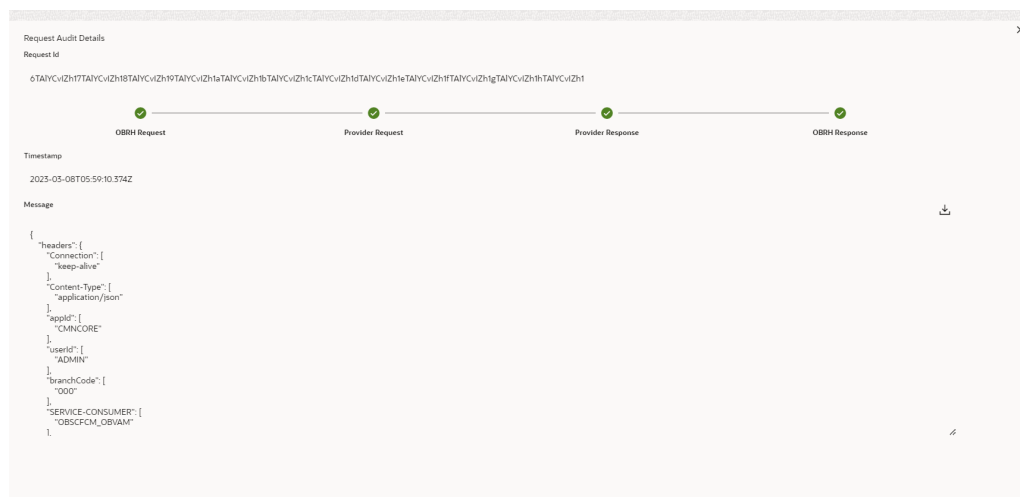 Request Audit Details
Request Id
6TAlYCvIZh17TAlYCvIZh18TAlYCvIZh19TAlYCvIZh1aTAlYCvIZh1bTAlYCvIZh1cTAlYCvIZh1dTAlYCvIZh1eTAlYCvIZh1fTAlYCvIZh1gTAlYCvIZh1hTAlYCvIZh1
OBRH Request Provider Request Provider Response OBRH Response
Timestamp
2023-03-08T05:59:10.374Z
Message
{
"headers": {
"Connection": [
"keep-alive"
],
"Content-Type": [
"application/json"
],
"appId": [
"CMNCORE"
],
"userId": [
"ADMIN"
],
"branchCode": [
"000"
],
"SERVICE-CONSUMER": [
"OBSCFCM_OBVAM"
],